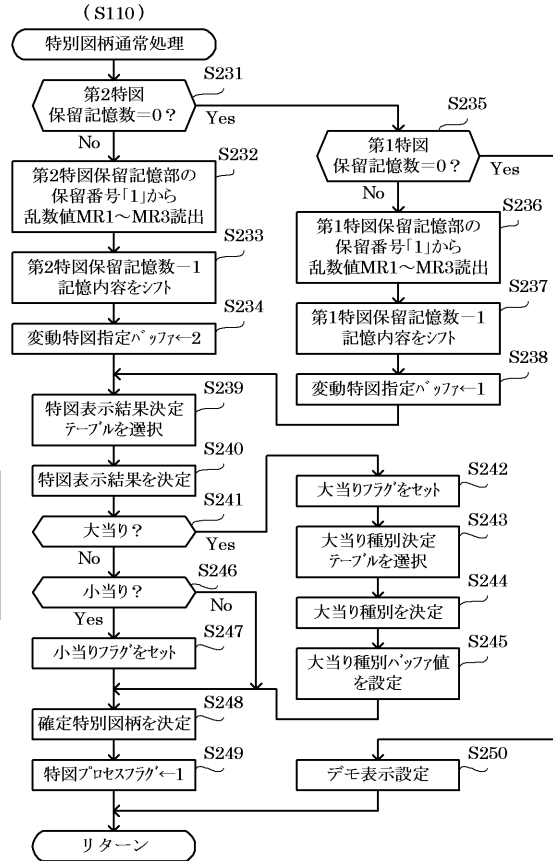 (S110)
特別図柄通常処理
S231
第2特図
保留記憶数=0?
Yes
No
S232
第2特図保留記憶部の
保留番号「1」から
乱数値MR1~MR3読出
S233
第2特図保留記憶数-1
記憶内容をシフト
S234
変動特図指定バッファ←2
S235
第1特図
保留記憶数=0?
Yes
No
S236
第1特図保留記憶部の
保留番号「1」から
乱数値MR1~MR3読出
S237
第1特図保留記憶数-1
記憶内容をシフト
S238
変動特図指定バッファ←1
S239
特図表示結果決定
テーブルを選択
S240
特図表示結果を決定
S241
大当り?
Yes
No
S242
大当りフラグをセット
S243
大当り種別決定
テーブルを選択
S244
大当り種別を決定
S245
大当り種別バッファ値
を設定
S246
小当り?
No
Yes
S247
小当りフラグをセット
S248
確定特別図柄を決定
S249
特図プロセスフラグ←1
S250
デモ表示設定
リターン